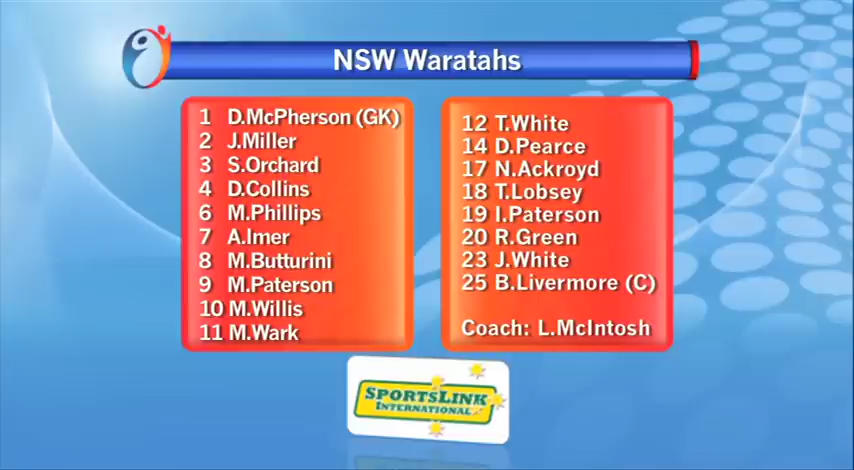 NSW Waratahs
1 D.McPherson (GK)
2 J.Miller
3 S.Orchard
4 D.Collins
6 M.Phillips
7 A.Imer
8 M.Butturini
9 M.Paterson
10 M.Willis
11 M.Wark
12 T.White
14 D.Pearce
17 N.Ackroyd
18 T.Lobsey
19 I.Paterson
20 R.Green
23 J.White
25 B.Livermore (C)
Coach: L.McIntosh
SPORTSLINK
INTERNATIONAL